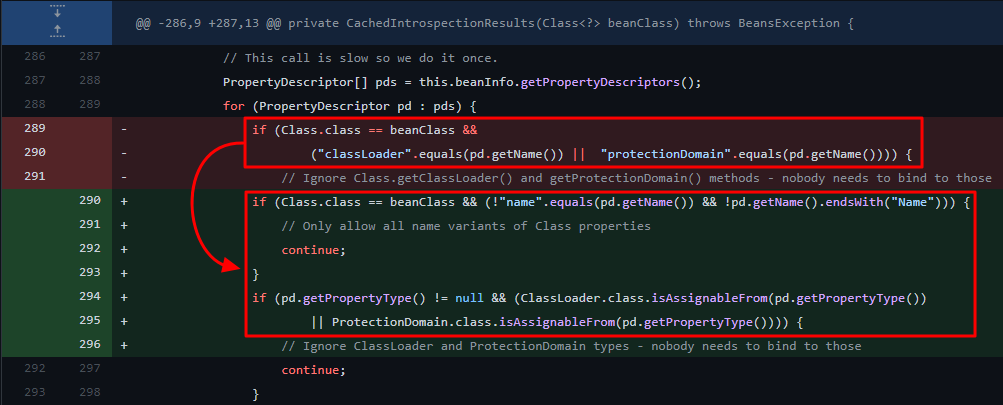 @@ -286,9 +287,13 @@ private CachedIntrospectionResults(Class<?> beanClass) throws BeansException {
286 287 // This call is slow so we do it once.
287 288 PropertyDescriptor[] pds = this.beanInfo.getPropertyDescriptors();
288 289 for (PropertyDescriptor pd : pds) {
289 - if (Class.class == beanClass &&
290 - ("classLoader".equals(pd.getName()) || "protectionDomain".equals(pd.getName()))) {
291 - // Ignore Class.getClassLoader() and getProtectionDomain() methods - nobody needs to bind to those
290 + if (Class.class == beanClass && (!"name".equals(pd.getName()) && !pd.getName().endsWith("Name"))) {
291 + // Only allow all name variants of Class properties
292 + continue;
293 + }
294 + if (pd.getPropertyType() != null && (ClassLoader.class.isAssignableFrom(pd.getPropertyType())
295 + || ProtectionDomain.class.isAssignableFrom(pd.getPropertyType()))) {
296 + // Ignore ClassLoader and ProtectionDomain types - nobody needs to bind to those
292 297 continue;
293 298 }